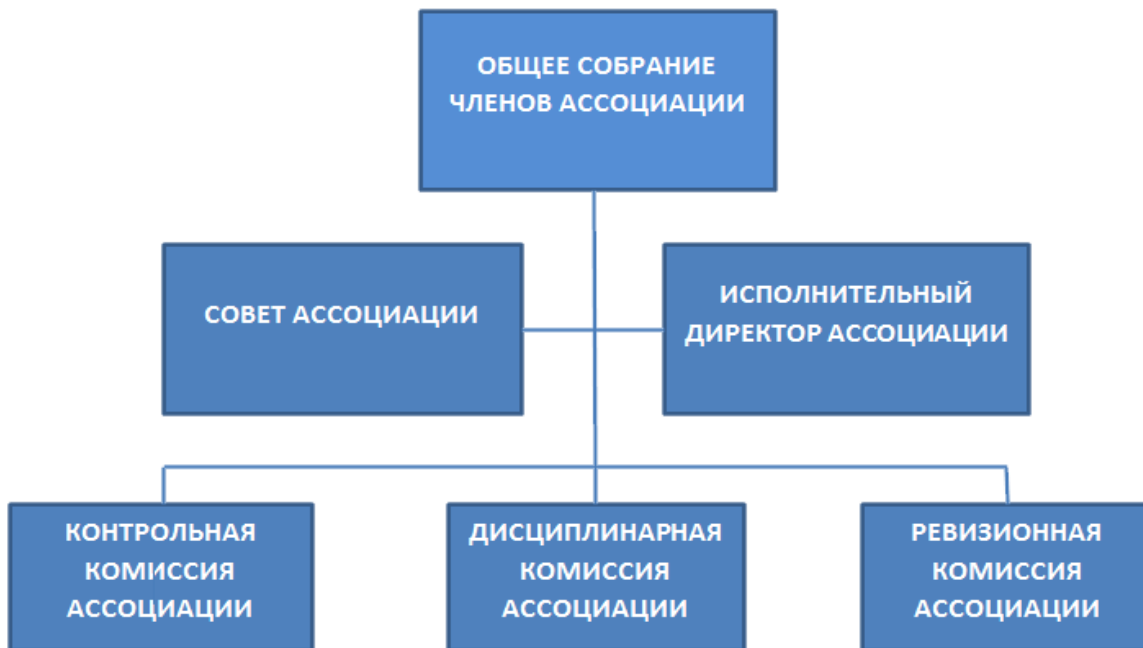 ОБЩЕЕ СОБРАНИЕ
ЧЛЕНОВ АССОЦИАЦИИ
СОВЕТ АССОЦИАЦИИ
ИСПОЛНИТЕЛЬНЫЙ
ДИРЕКТОР АССОЦИАЦИИ
КОНТРОЛЬНАЯ
КОМИССИЯ
АССОЦИАЦИИ
ДИСЦИПЛИНАРНАЯ
КОМИССИЯ
АССОЦИАЦИИ
РЕВИЗИОННАЯ
КОМИССИЯ
АССОЦИАЦИИ